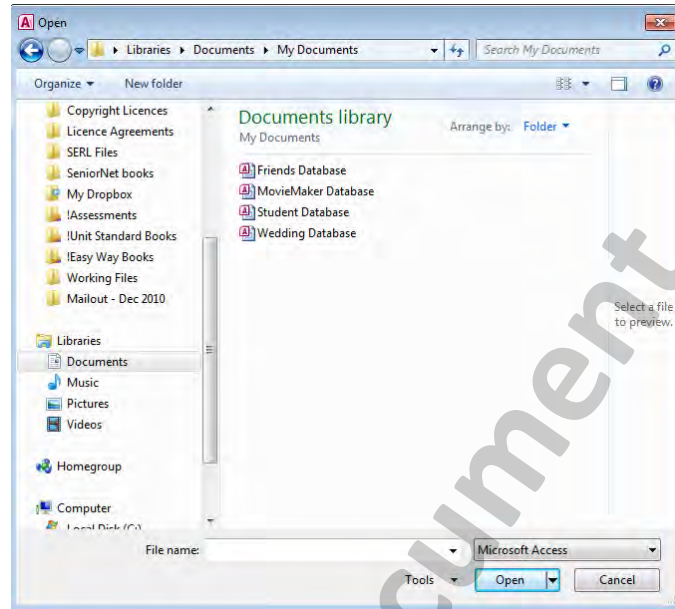 Open
Libraries Documents My Documents
Search My Documents
Organize New folder
Copyright Licences
Licence Agreements
SERL Files
SeniorNet books
My Dropbox
!Assessments
!Unit Standard Books
!Easy Way Books
Working Files
Mailout - Dec 2010
Libraries
Documents
Music
Pictures
Videos
Homegroup
Computer
Local Disk (C:)
Documents library
My Documents
Arrange by: Folder
Friends Database
MovieMaker Database
Student Database
Wedding Database
Select a file
to preview.
File name:
Microsoft Access
Tools Open Cancel
cument